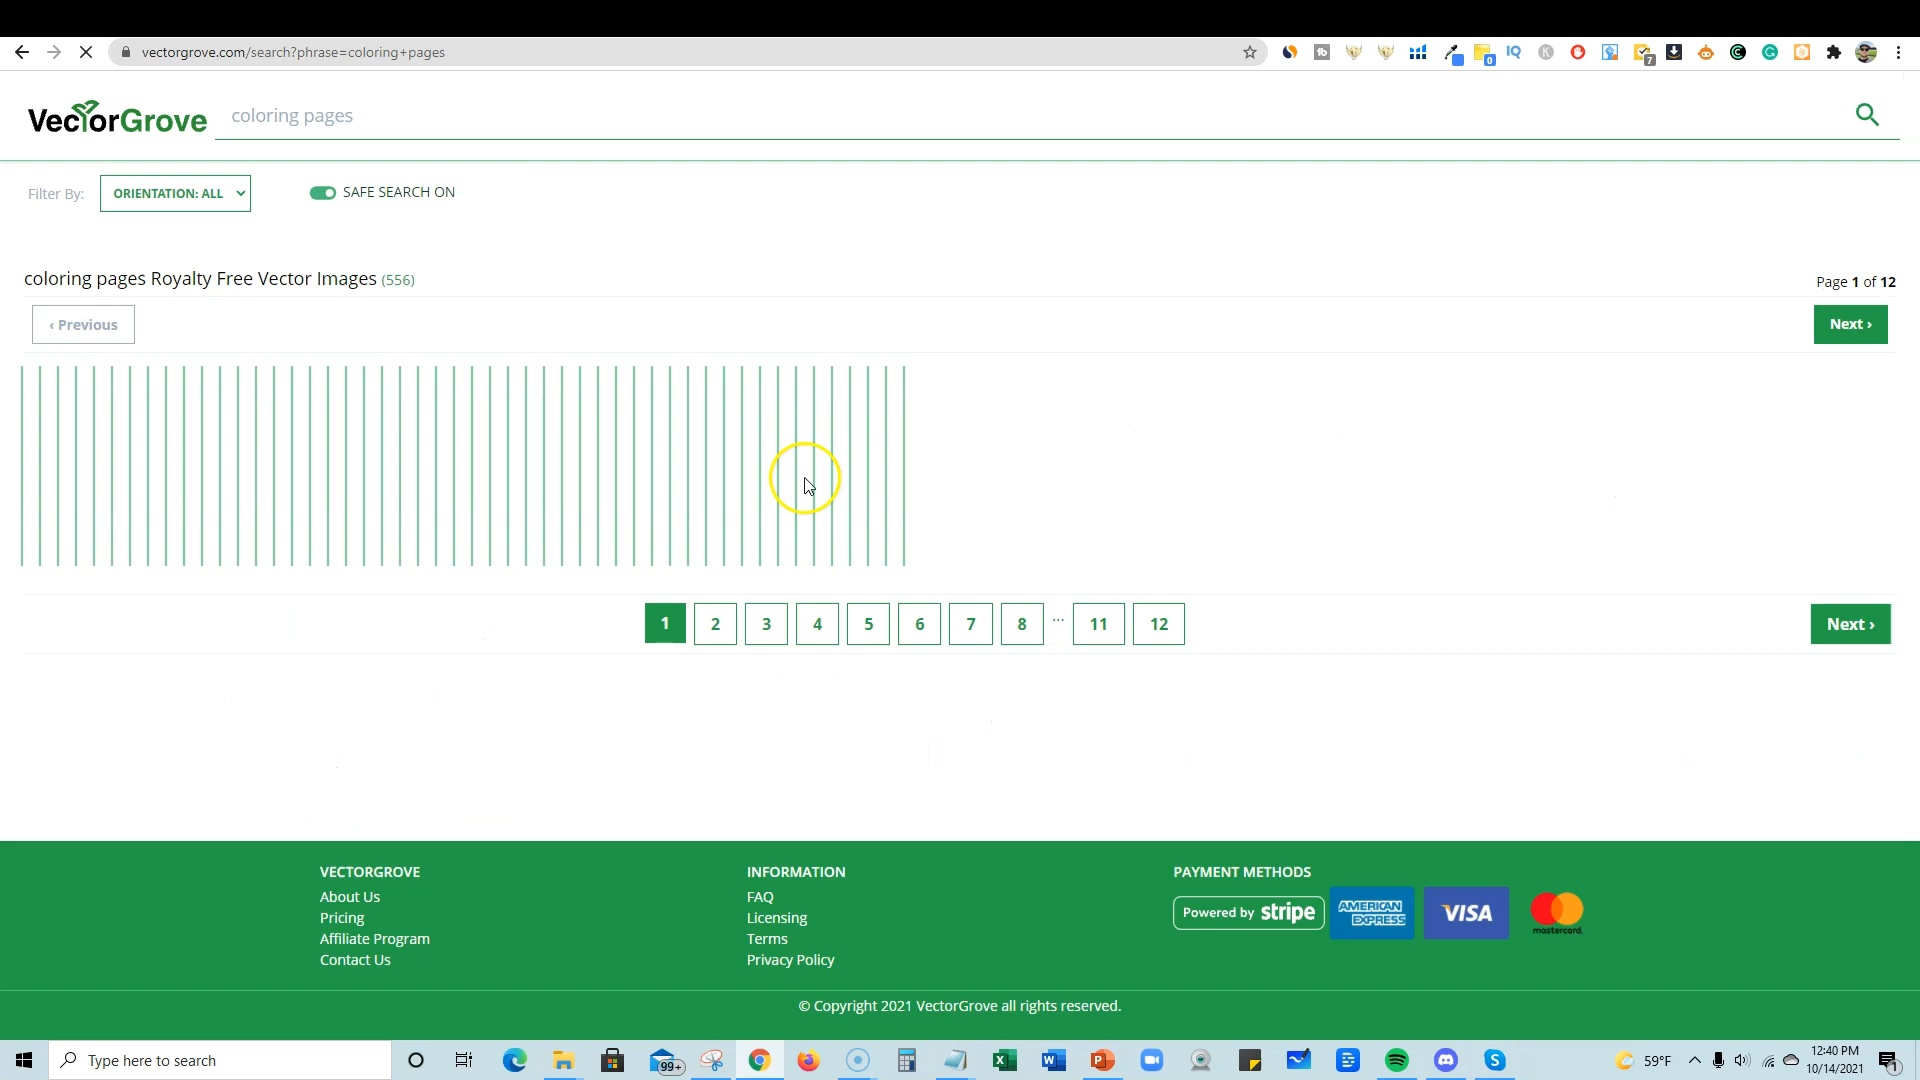 vectorgrove.com/search?phrase=coloring+pages
0
7
VectorGrove
coloring pages
Filter By:
ORIENTATION: ALL
SAFE SEARCH ON
coloring pages Royalty Free Vector Images (556)
Page 1 of 12
‹ Previous
Next ›
1 2 3 4 5 6 7 8 ... 11 12
Next ›
VECTORGROVE
About Us
Pricing
Affiliate Program
Contact Us
INFORMATION
FAQ
Licensing
Terms
Privacy Policy
PAYMENT METHODS
Powered by stripe
AMERICAN EXPRESS
VISA
mastercard.
© Copyright 2021 VectorGrove all rights reserved.
Type here to search
99+
59°F
12:40 PM
10/14/2021
1